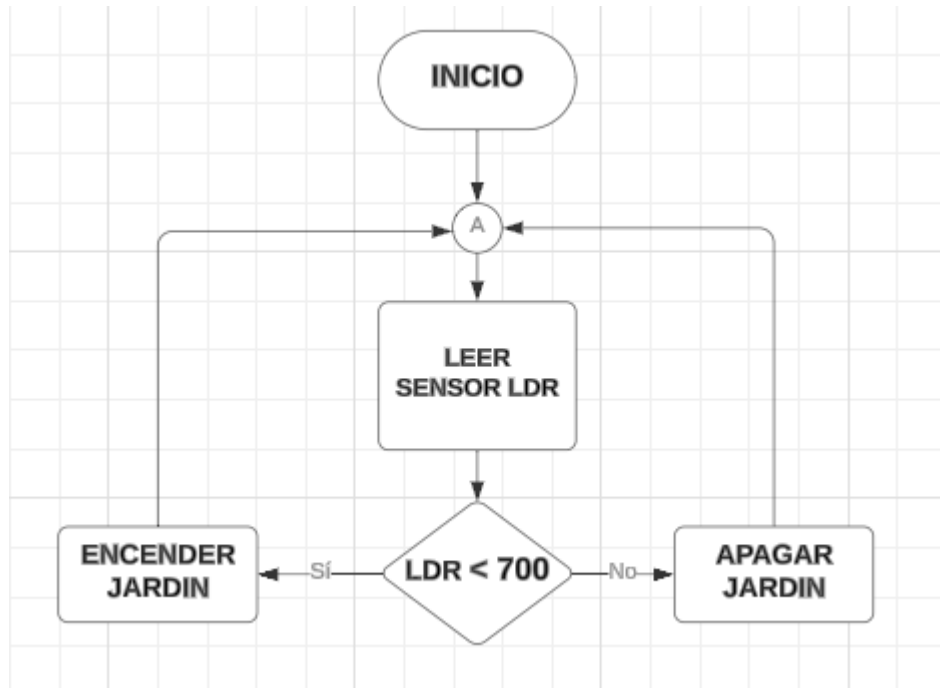 INICIO
A
LEER
SENSOR LDR
ENCENDER
JARDIN
Sí
LDR < 700
No
APAGAR
JARDIN